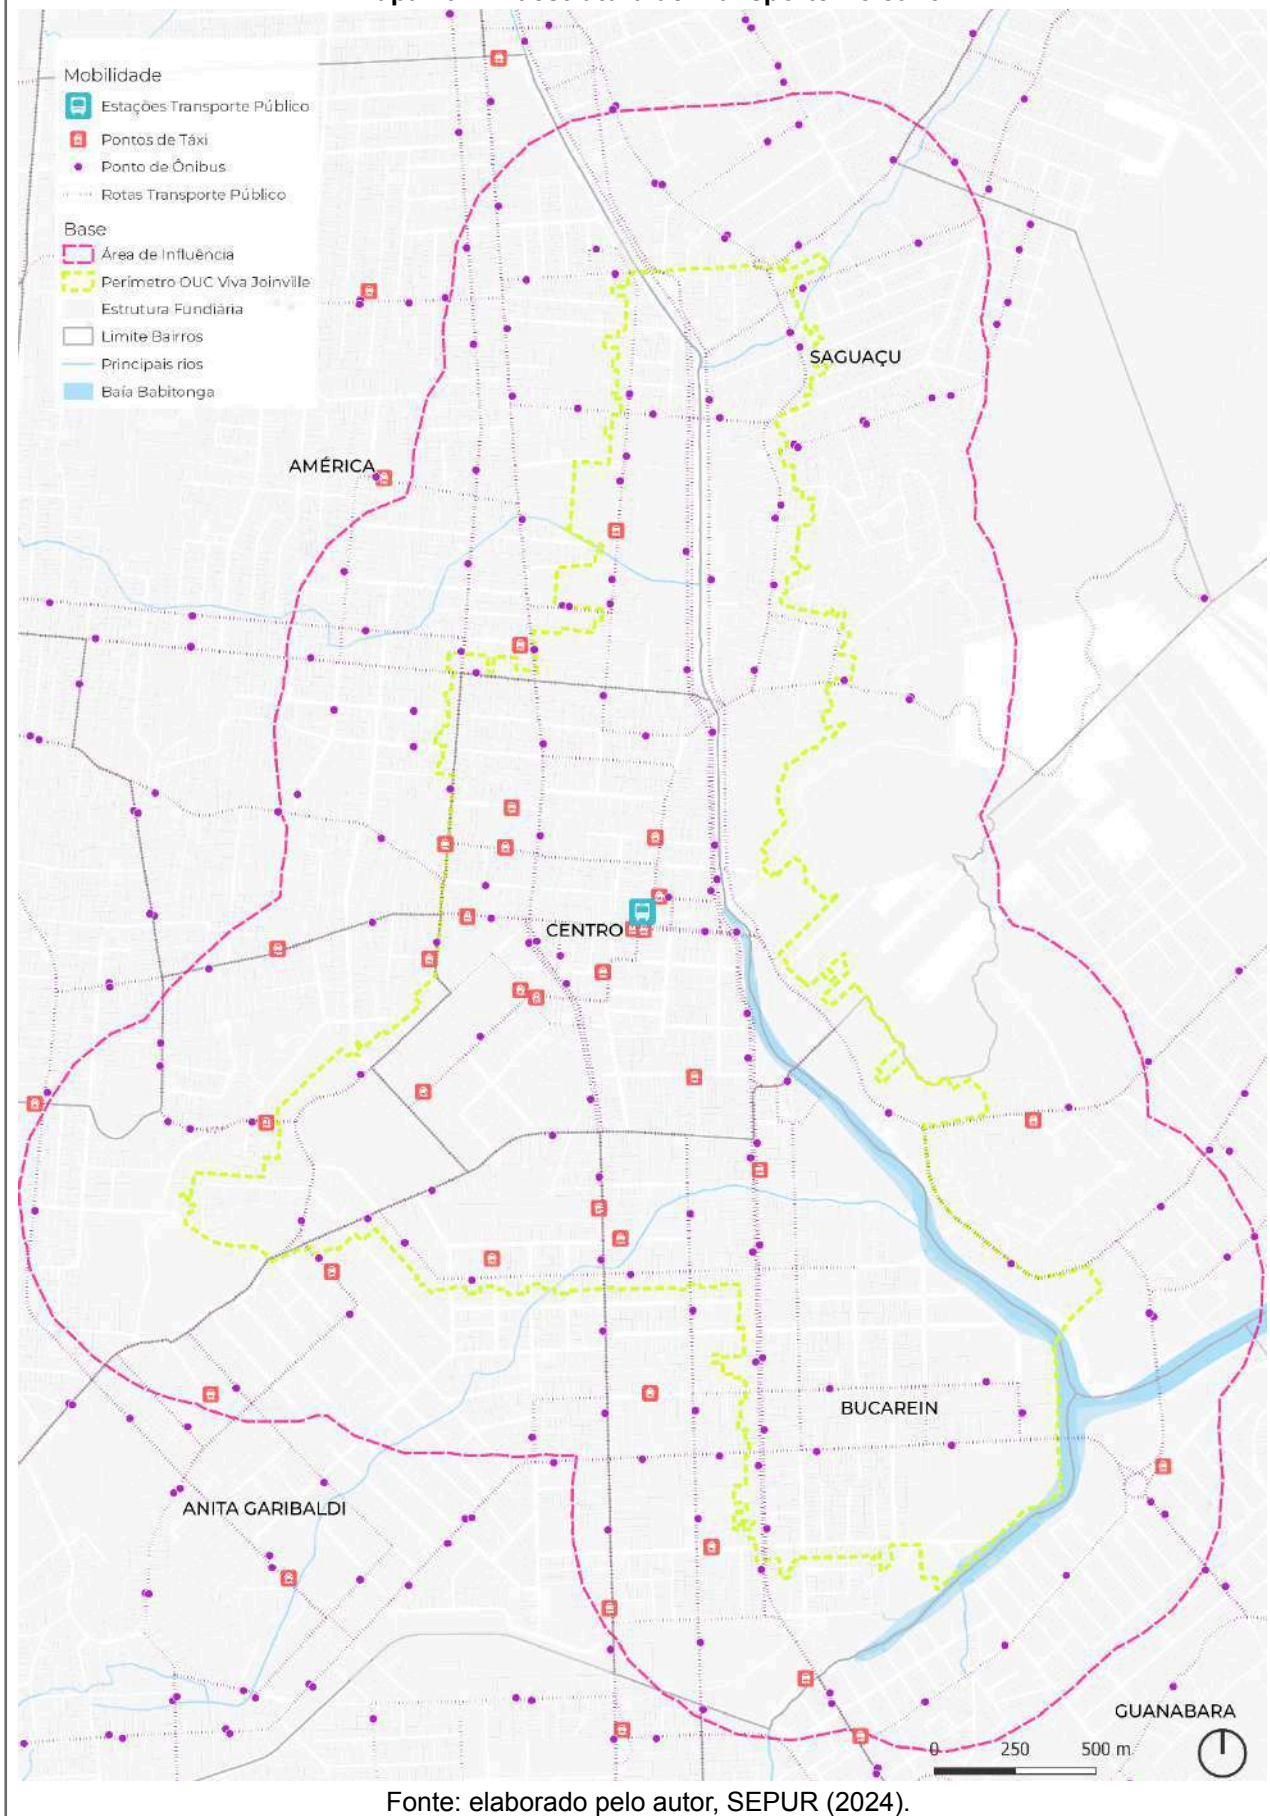 Mobilidade
Estações Transporte Público
Pontos de Táxi
Ponto de Ônibus
Rotas Transporte Público
Base
Área de Influência
Perímetro OUC Viva Joinville
Estrutura Fundiária
Limite Bairros
Principais rios
Baía Babitonga
SAGUAÇU
AMÉRICA
CENTRO
BUCAREIN
ANITA GARIBALDI
GUANABARA
0 250 500 m
Fonte: elaborado pelo autor, SEPUR (2024).